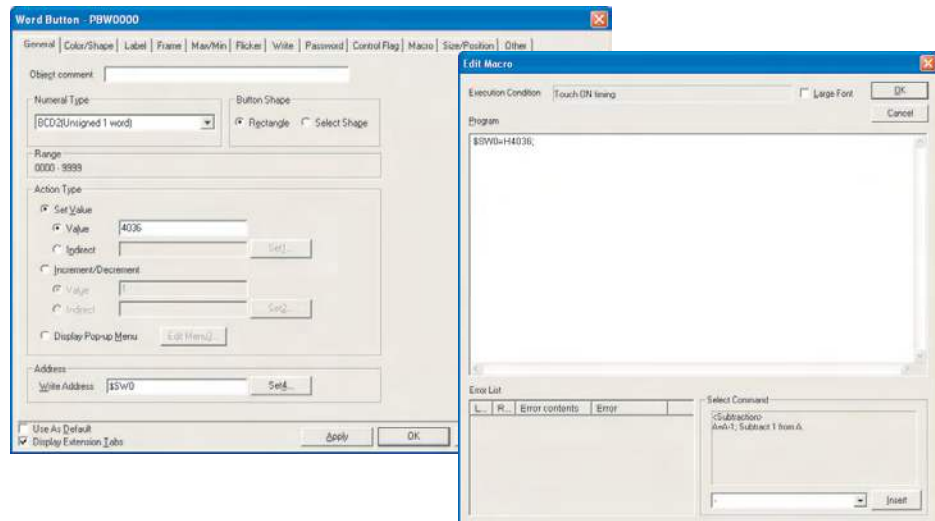 Word Button - PBW0000
General Color/Shape Label Frame Max/Min Flicker Write Password Control Flag Macro Size/Position Other
Object comment
Numeral Type
BCD2(Unsigned 1 word)
Button Shape
Rectangle Select Shape
Range
0000 - 9999
Action Type
Set Value
Value 4036
Indirect Set1...
Increment/Decrement
Value 1
Indirect Set2...
Display Pop-up Menu Edit Menu3...
Address
Write Address $SW0 Set4...
Use As Default
Display Extension Tabs
Apply OK
Edit Macro
Execution Condition Touch ON timing Large Font OK
Cancel
Program
$SW0=H4036;
Error List
L... R... Error contents Error
Select Command
<Subtraction>
A=A-1; Subtract 1 from A.
- Insert